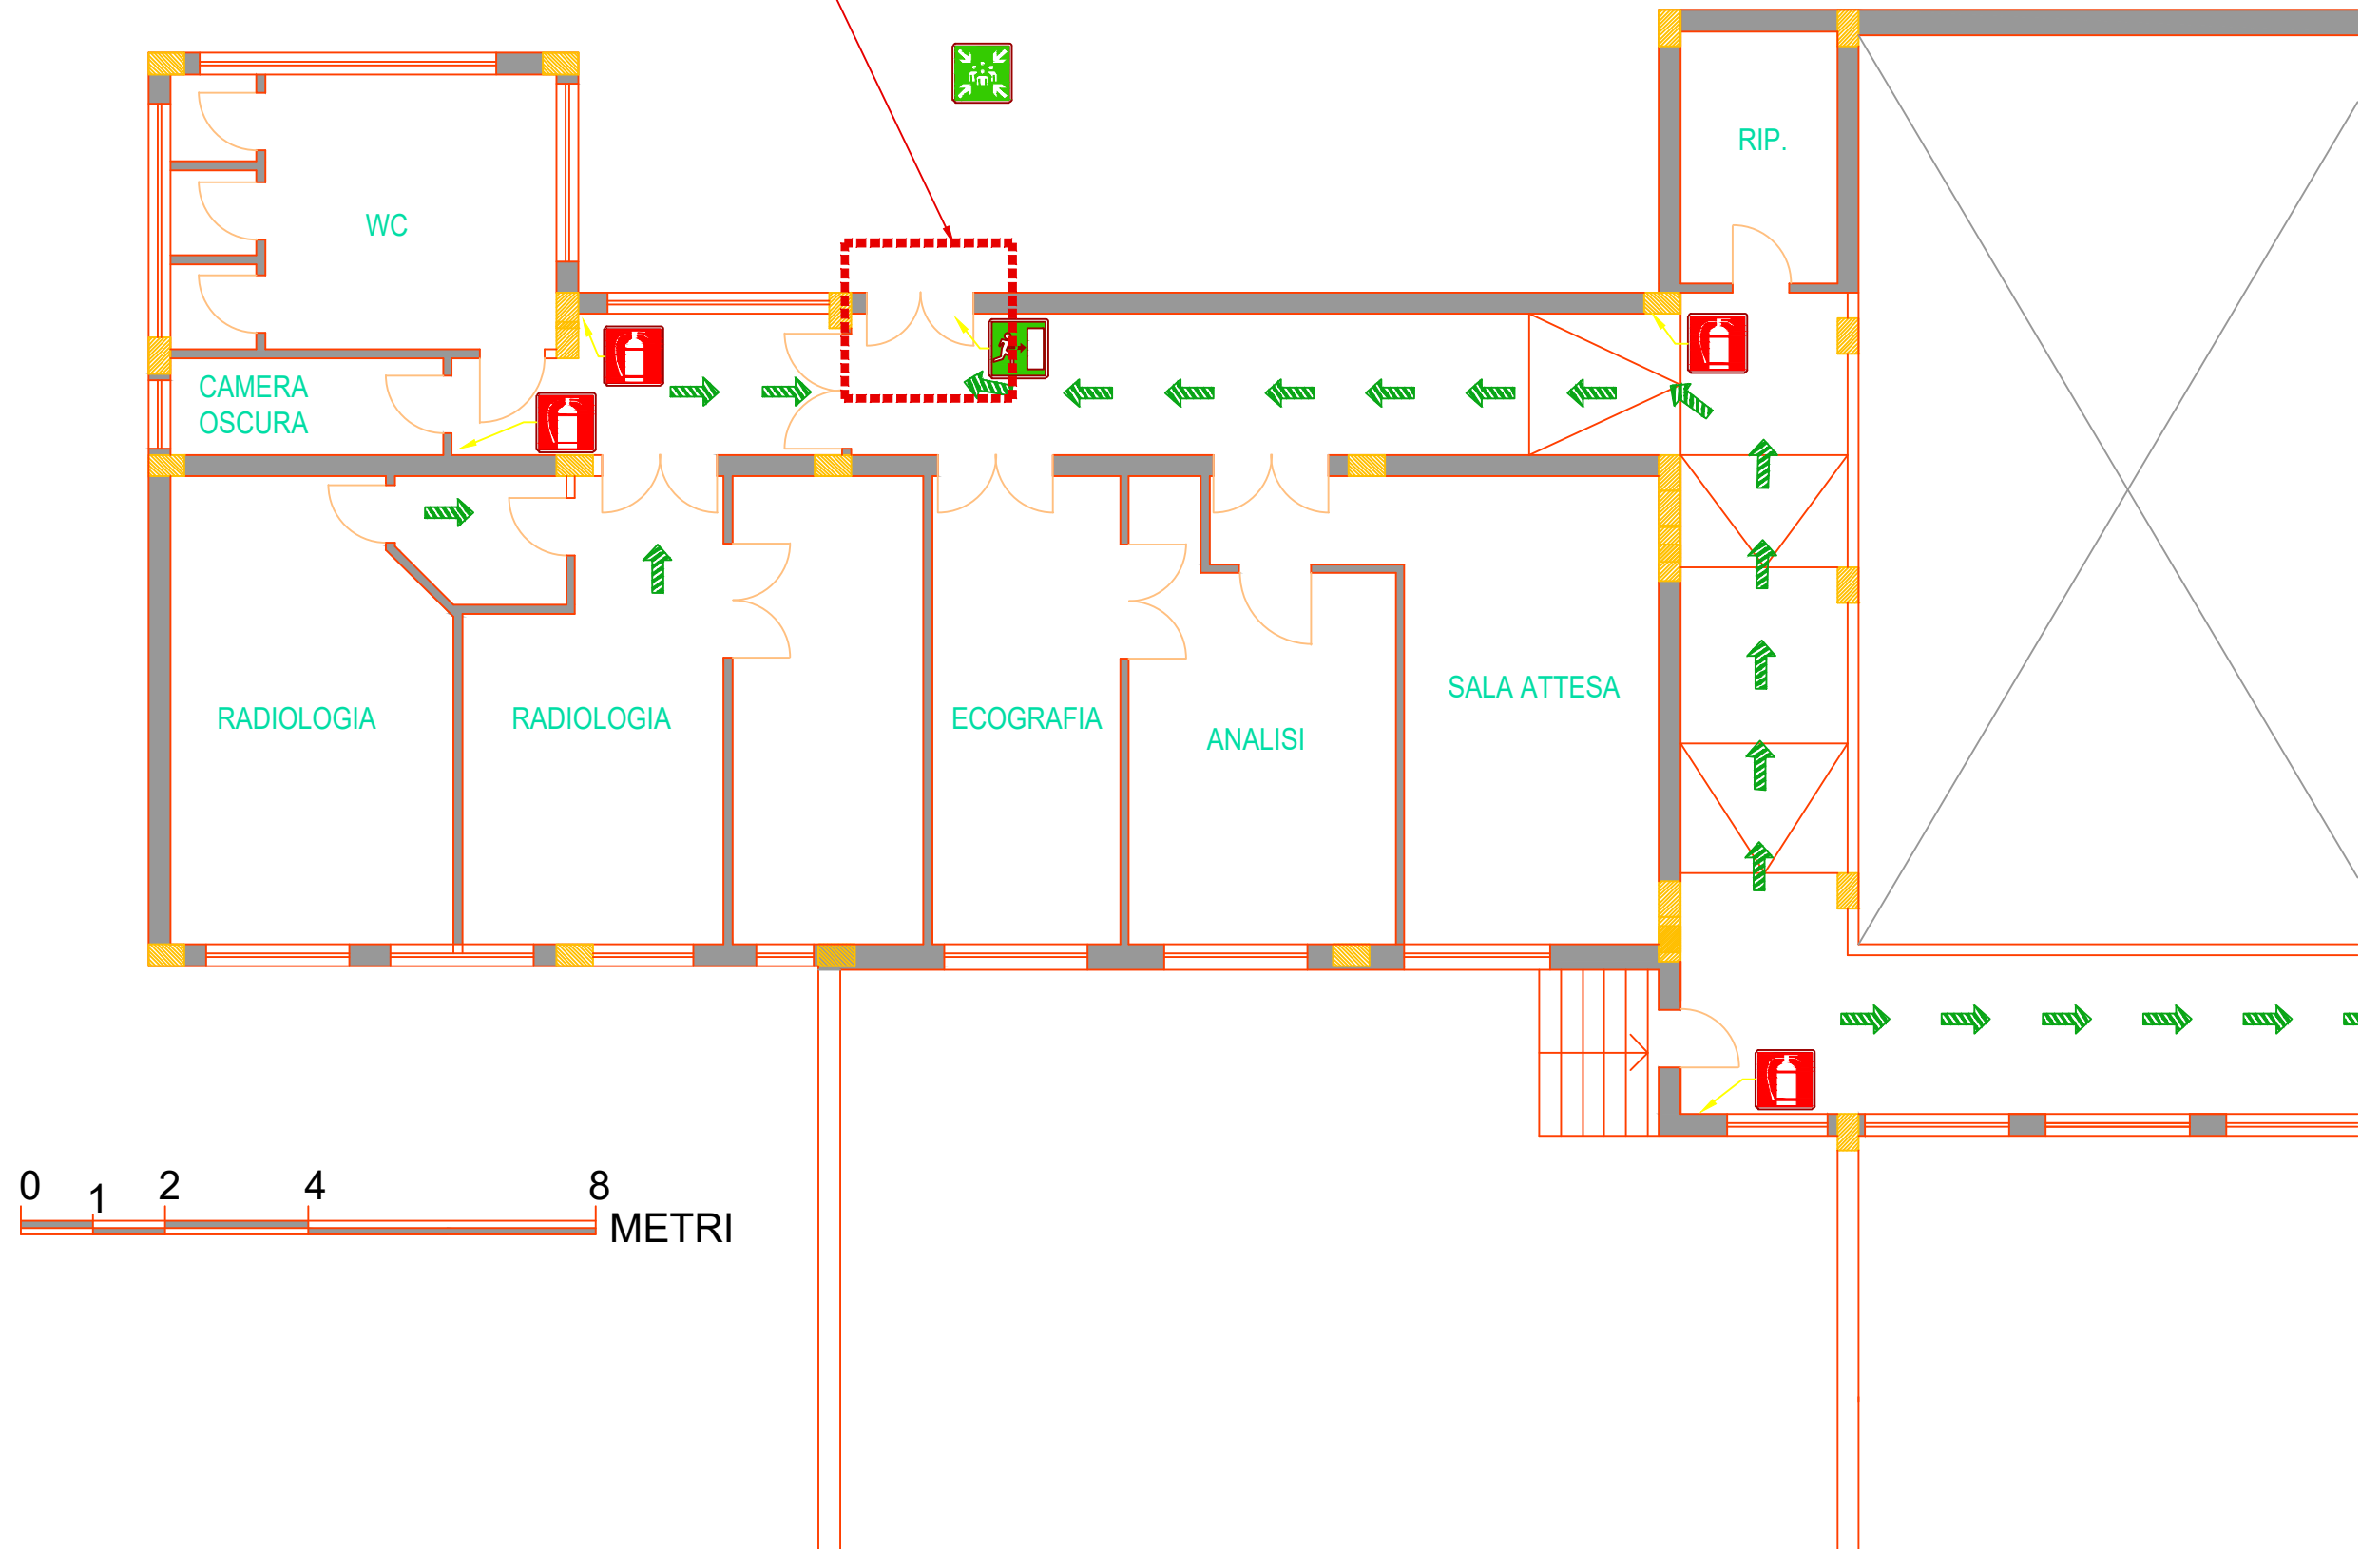 RIP.
WC
CAMERA
OSCURA
RADIOLOGIA
RADIOLOGIA
ECOGRAFIA
ANALISI
SALA ATTESA
0 1 2 4 8
METRI